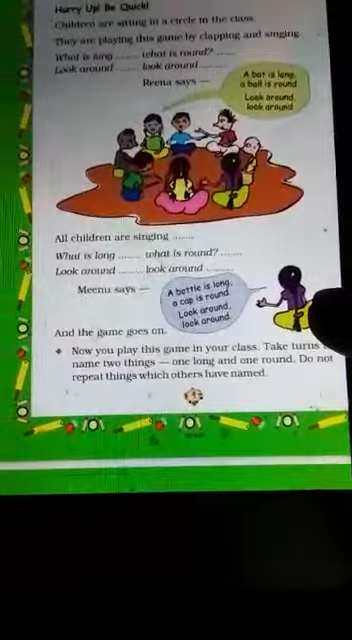 Hurry Up! Be Quick!
Children are sitting in a circle in the class.
They are playing this game by clapping and singing.
What is long ....... what is round? .......
Look around ....... look around .......
Reena says —
A bat is long,
a ball is round
Look around,
look around
All children are singing .......
What is long ....... what is round? .......
Look around ....... look around .......
Meenu says —
A bottle is long,
a cap is round.
Look around,
look around.
And the game goes on.
Now you play this game in your class. Take turns
name two things — one long and one round. Do not
repeat things which others have named.